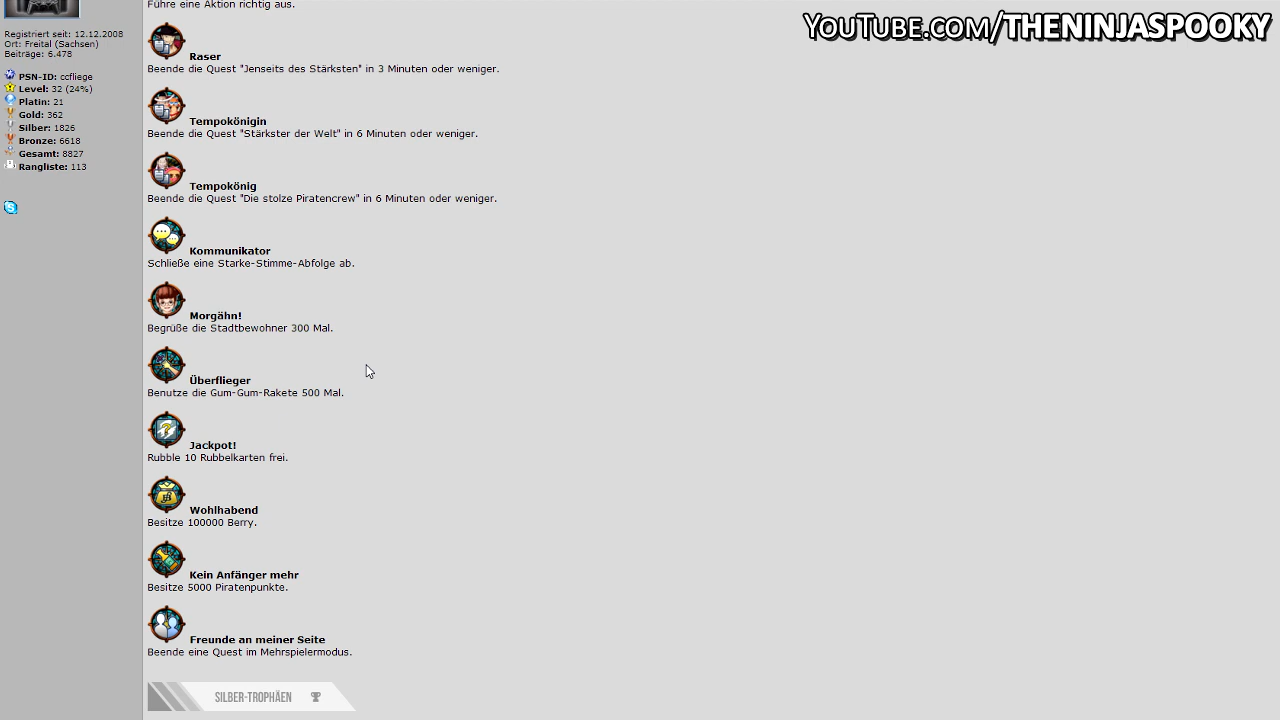 YouTube.com/THENINJASPOOKY
Führe eine Aktion richtig aus.
Registriert seit: 12.12.2008
Ort: Freital (Sachsen)
Beiträge: 6.478
PSN-ID: ccfliege
Level: 32 (24%)
Platin: 21
Gold: 362
Silber: 1826
Bronze: 6618
Gesamt: 8827
Rangliste: 113
Raser
Beende die Quest "Jenseits des Stärksten" in 3 Minuten oder weniger.
Tempokönigin
Beende die Quest "Stärkster der Welt" in 6 Minuten oder weniger.
Tempokönig
Beende die Quest "Die stolze Piratencrew" in 6 Minuten oder weniger.
Kommunikator
Schließe eine Starke-Stimme-Abfolge ab.
Morgähn!
Begrüße die Stadtbewohner 300 Mal.
Überflieger
Benutze die Gum-Gum-Rakete 500 Mal.
Jackpot!
Rubble 10 Rubbelkarten frei.
Wohlhabend
Besitze 100000 Berry.
Kein Anfänger mehr
Besitze 5000 Piratenpunkte.
Freunde an meiner Seite
Beende eine Quest im Mehrspielermodus.
SILBER-TROPHÄEN